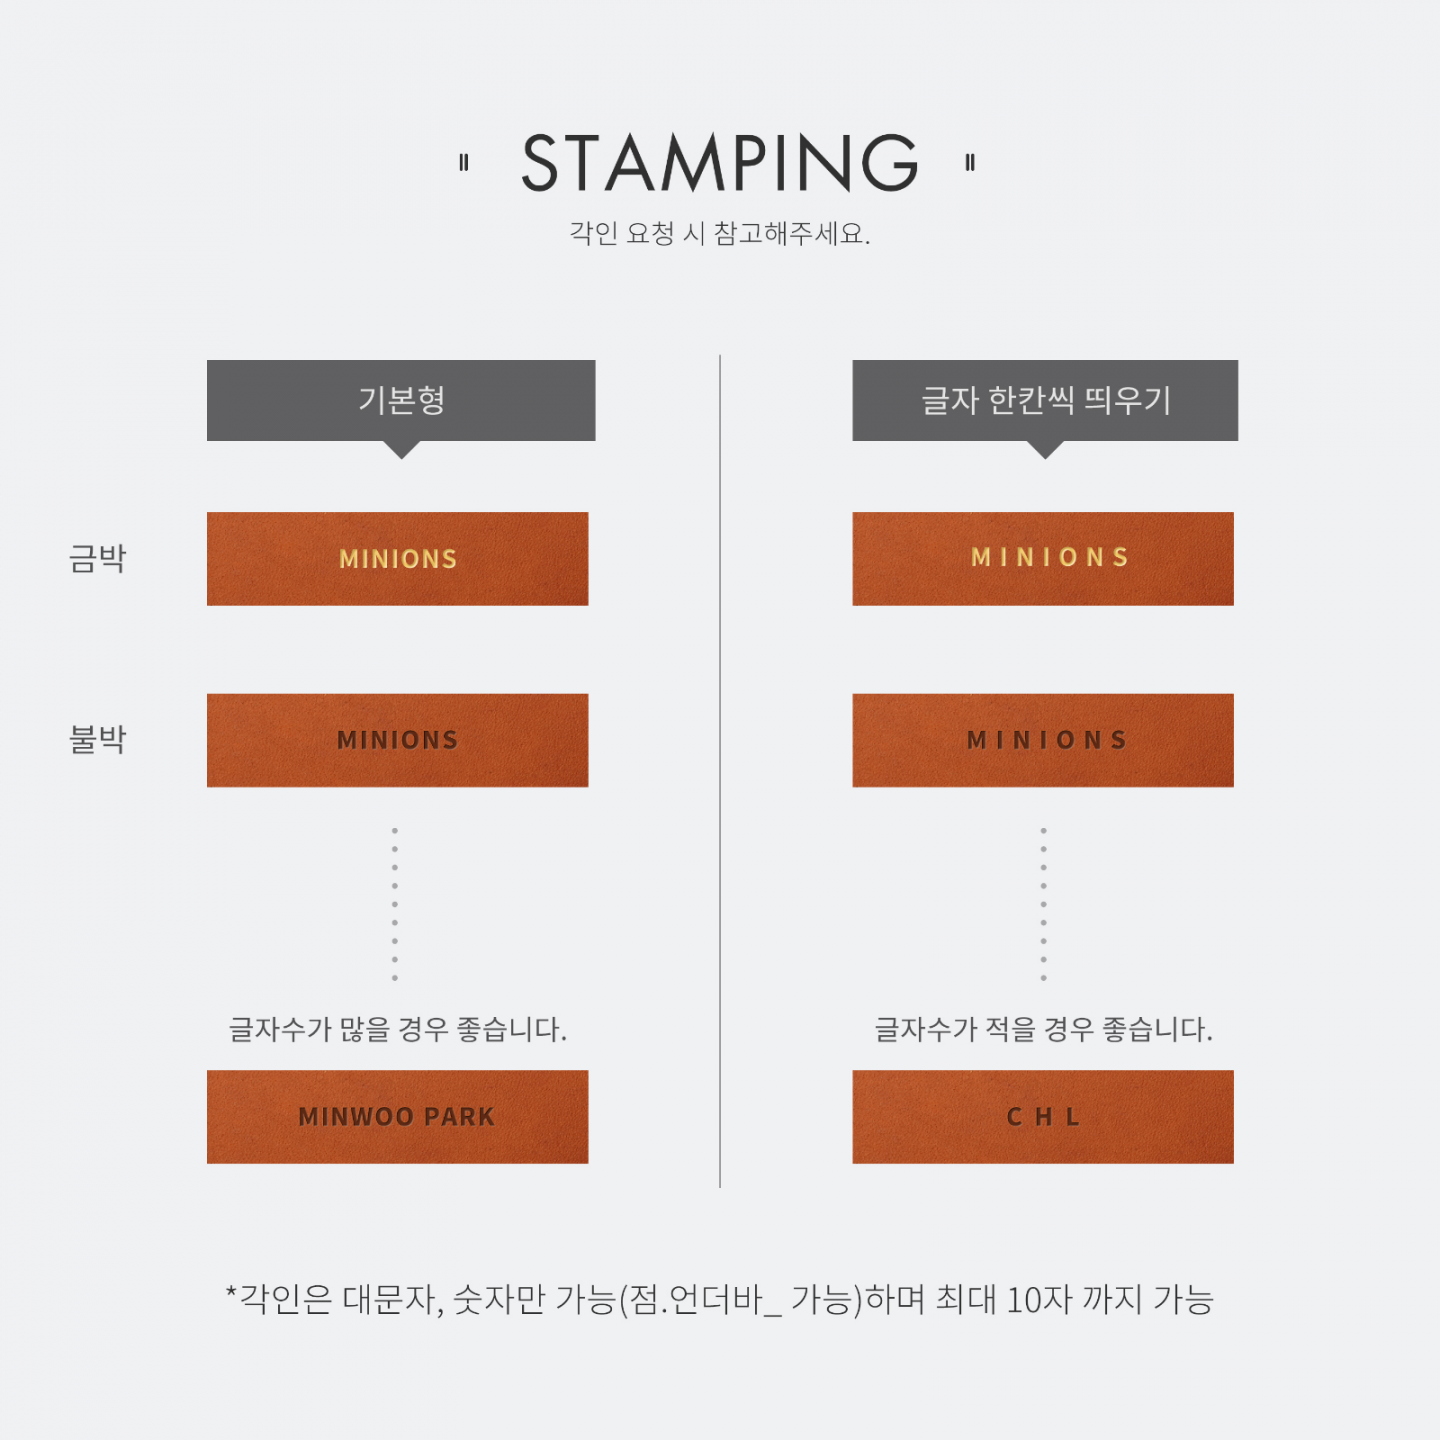 " STAMPING "
각인 요청 시 참고해주세요.
기본형
글자 한칸씩 띄우기
금박
MINIONS
M I N I O N S
불박
MINIONS
M I N I O N S
글자수가 많을 경우 좋습니다.
글자수가 적을 경우 좋습니다.
MINWOO PARK
C H L
*각인은 대문자, 숫자만 가능(점.언더바_ 가능)하며 최대 10자 까지 가능